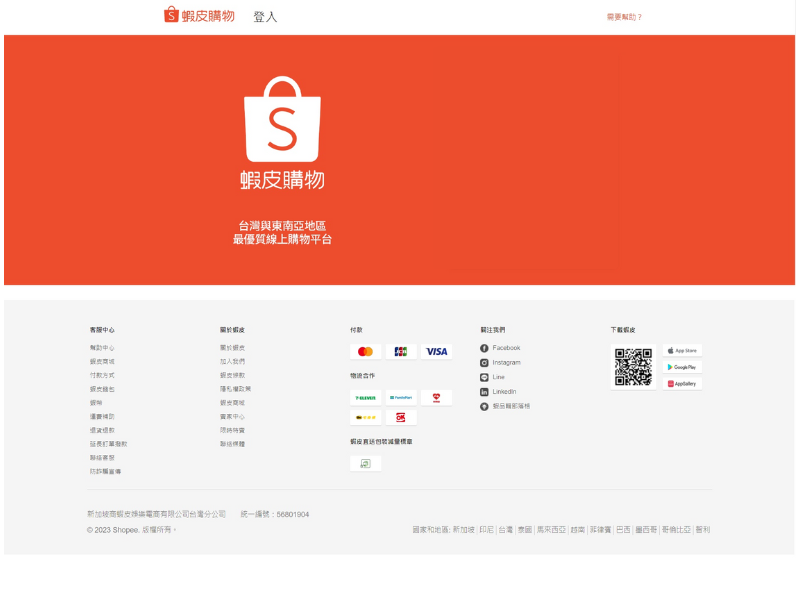 蝦皮購物 登入
需要幫助？
蝦皮購物
台灣與東南亞地區
最優質線上購物平台
客服中心
幫助中心
蝦皮商城
付款方式
蝦皮錢包
蝦幣
運費補助
退貨退款
延長訂單撥款
聯絡客服
防詐騙宣導
關於蝦皮
關於蝦皮
加入我們
蝦皮條款
隱私權政策
蝦皮商城
賣家中心
限時特賣
聯絡媒體
付款
JCB
VISA
物流合作
7-ELEVEN
FamilyMart
OK
蝦皮直送包裝減量標章
關注我們
Facebook
Instagram
Line
LinkedIn
下載蝦皮
App Store
Google Play
AppGallery
新加坡商蝦皮娛樂電商有限公司台灣分公司 統一編號：56801904
© 2023 Shopee. 版權所有。
國家和地區: 新加坡 | 印尼 | 台灣 | 泰國 | 馬來西亞 | 越南 | 菲律賓 | 巴西 | 墨西哥 | 哥倫比亞 | 智利